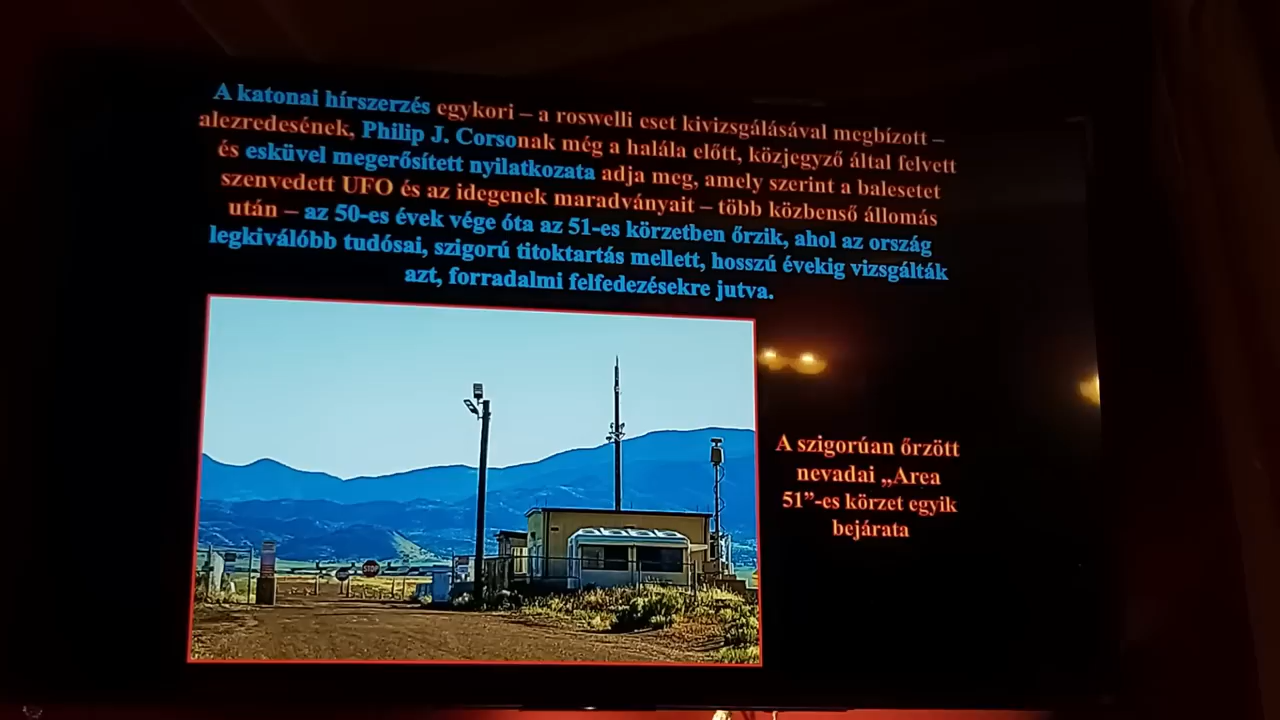 A katonai hírszerzés egykori – a roswelli eset kivizsgálásával megbízott –
alezredesének, Philip J. Corsonak még a halála előtt, közjegyző által felvett
és esküvel megerősített nyilatkozata adja meg, amely szerint a balesetet
szenvedett UFO és az idegenek maradványait – több közbenső állomás
után – az 50-es évek vége óta az 51-es körzetben őrzik, ahol az ország
legkiválóbb tudósai, szigorú titoktartás mellett, hosszú évekig vizsgálták
azt, forradalmi felfedezésekre jutva.
STOP
A szigorúan őrzött
nevadai „Area
51”-es körzet egyik
bejárata